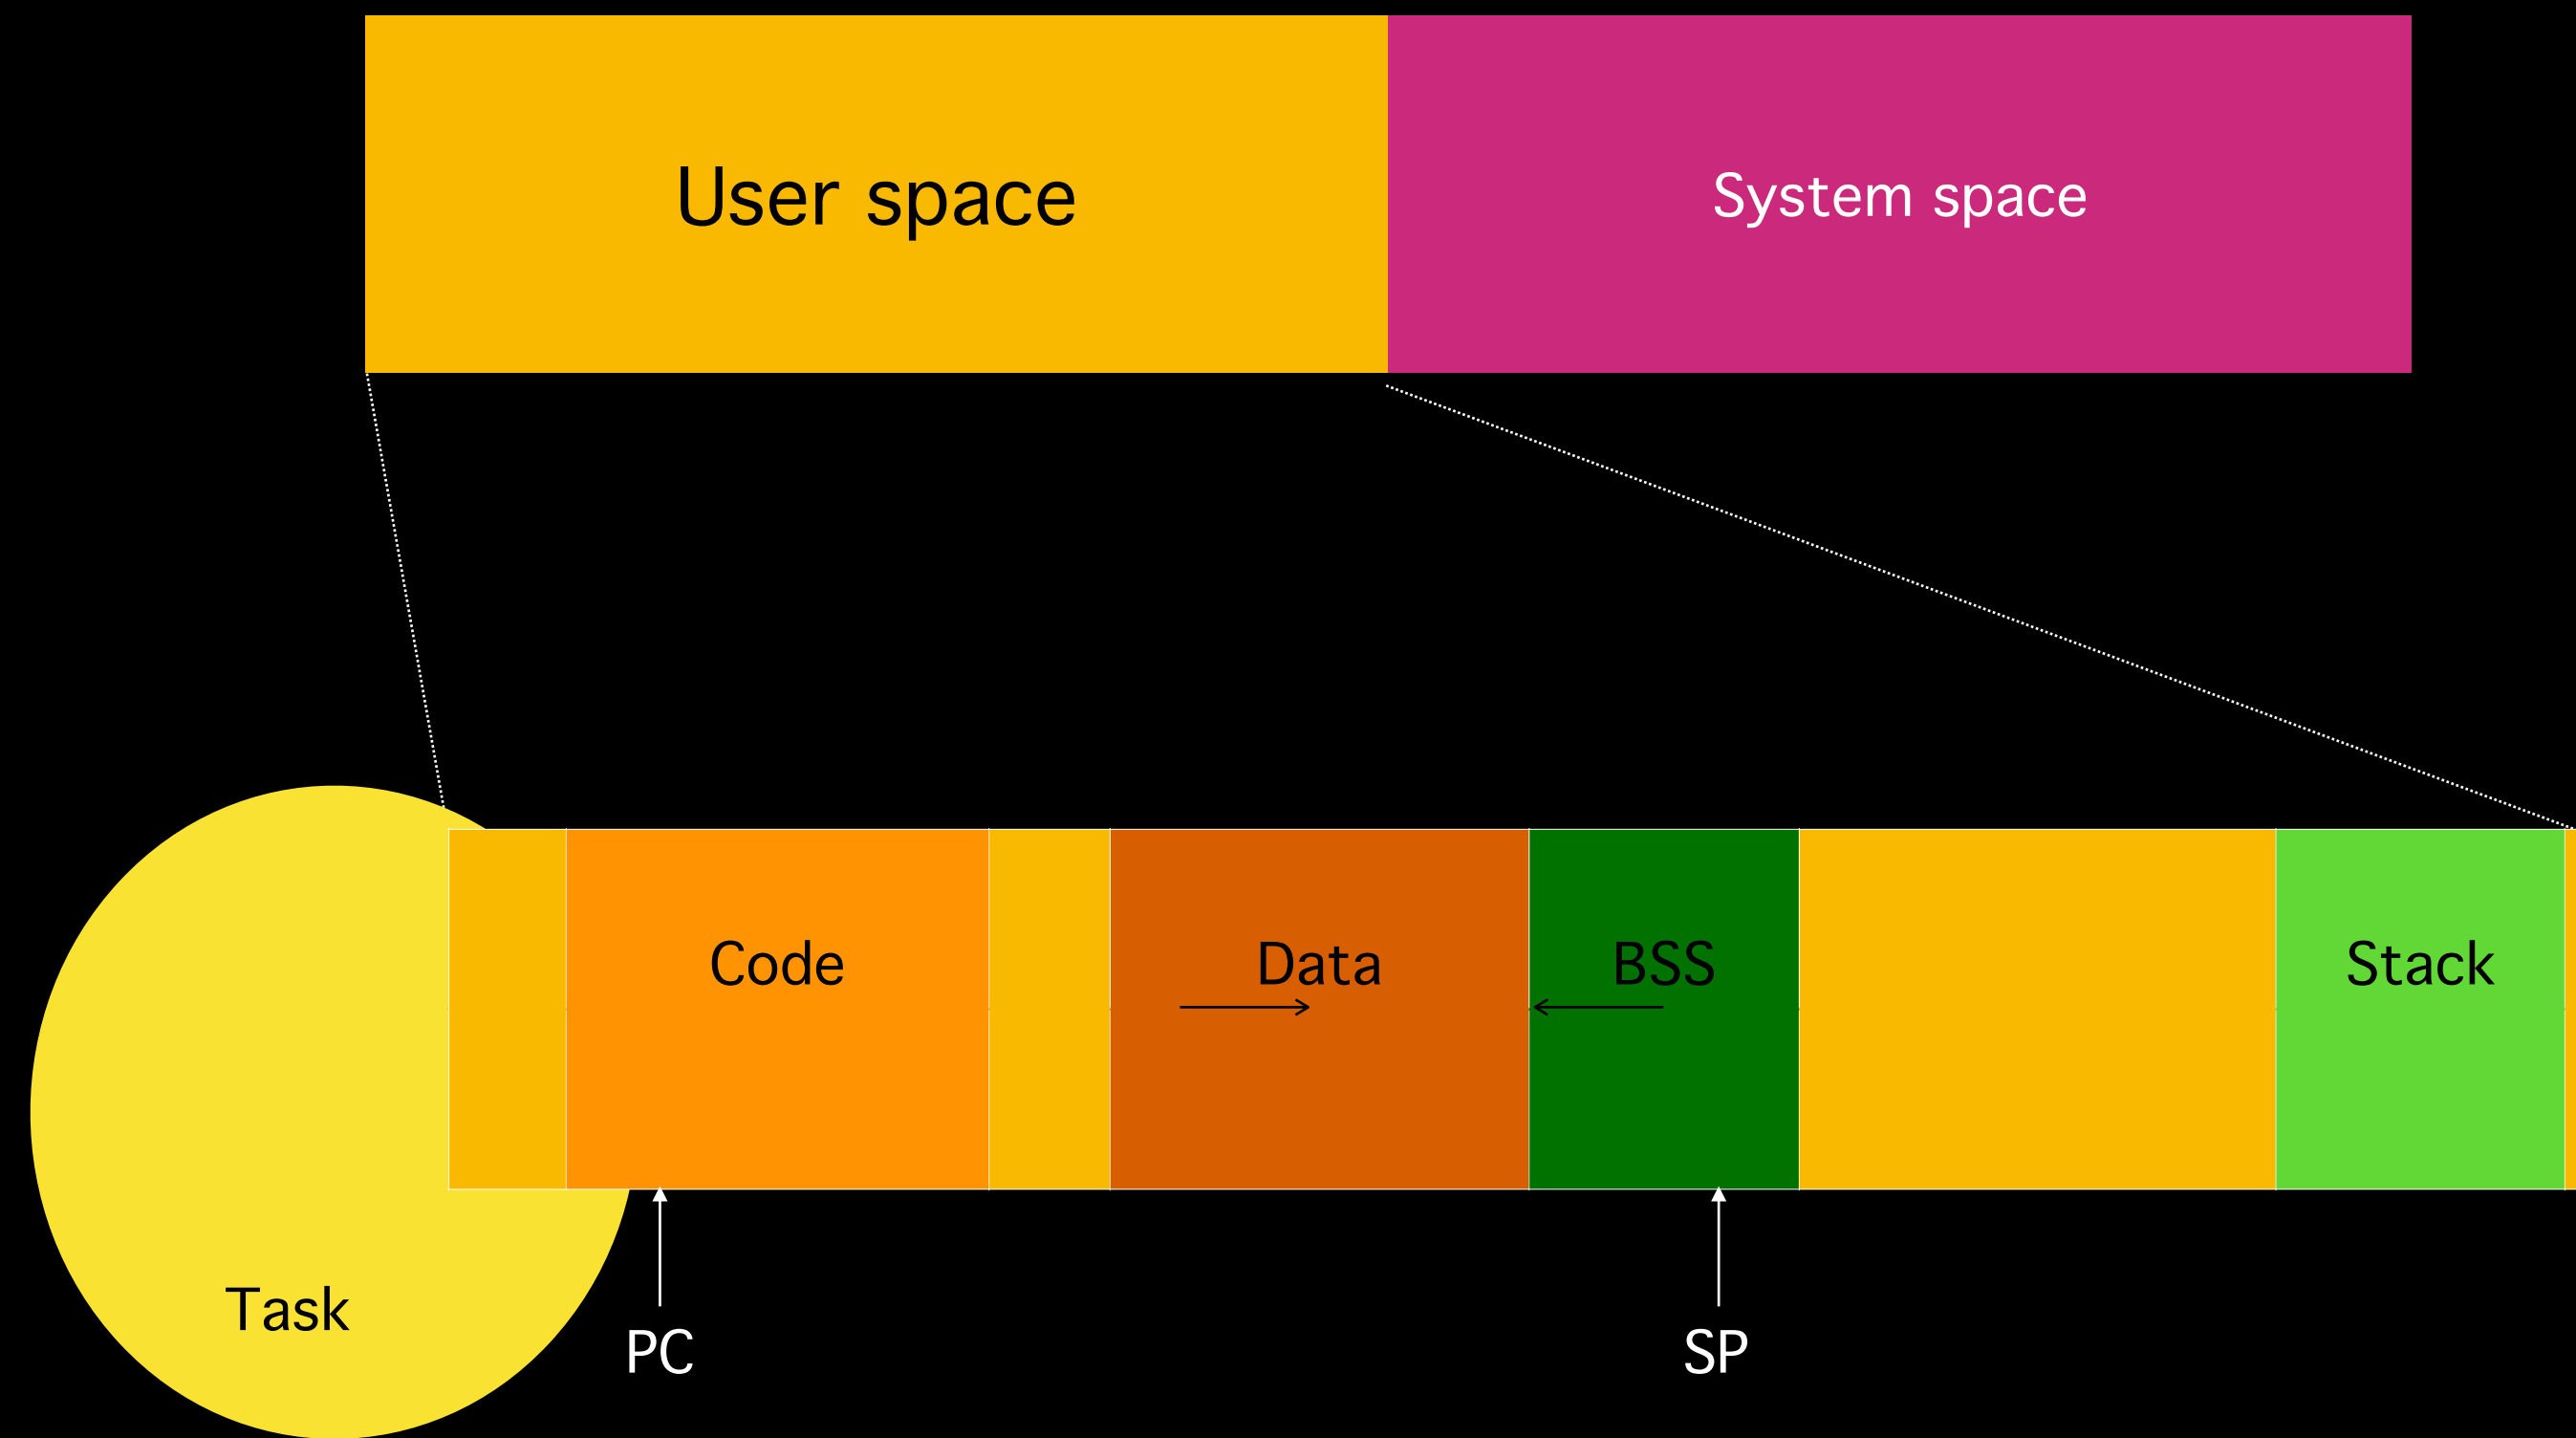 User space
System space
Code
Data
BSS
Stack
Task
PC
SP